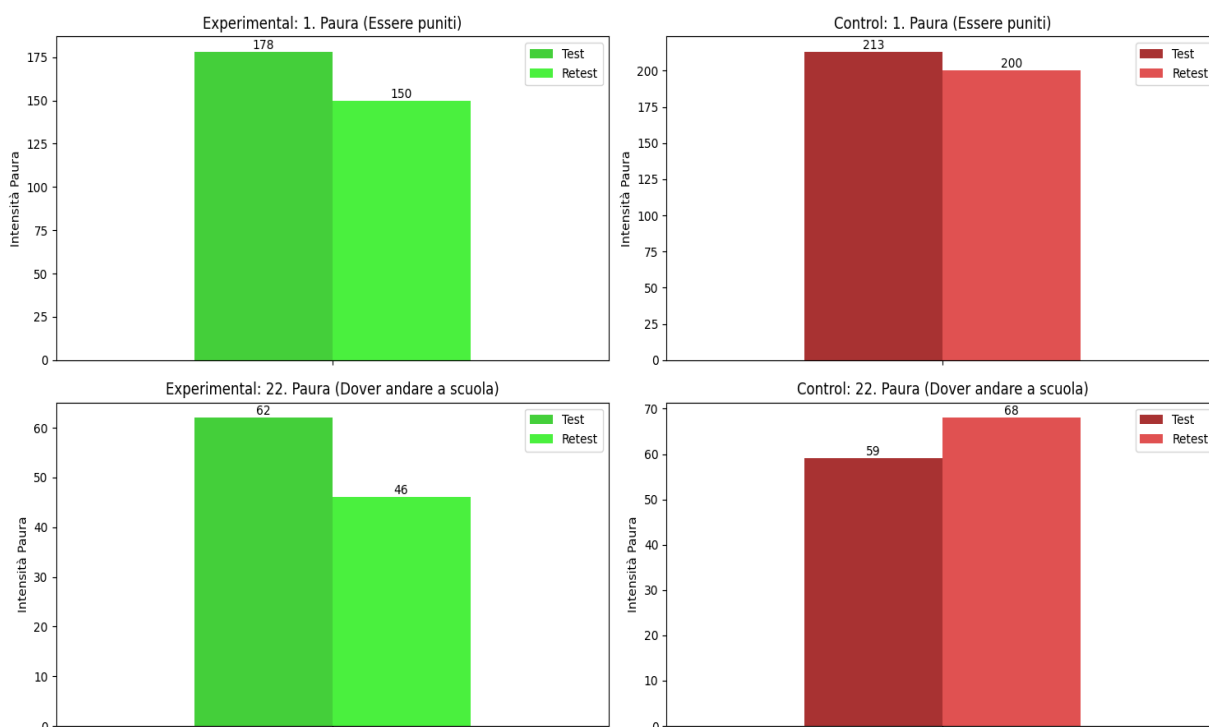 Experimental: 1. Paura (Essere puniti)
178
Test
Retest
150
175
150
125
100
75
50
25
0
Intensità Paura
Control: 1. Paura (Essere puniti)
213
Test
Retest
200
200
175
150
125
100
75
50
25
0
Intensità Paura
Experimental: 22. Paura (Dover andare a scuola)
62
Test
Retest
46
60
50
40
30
20
10
0
Intensità Paura
Control: 22. Paura (Dover andare a scuola)
68
Test
Retest
59
70
60
50
40
30
20
10
0
Intensità Paura